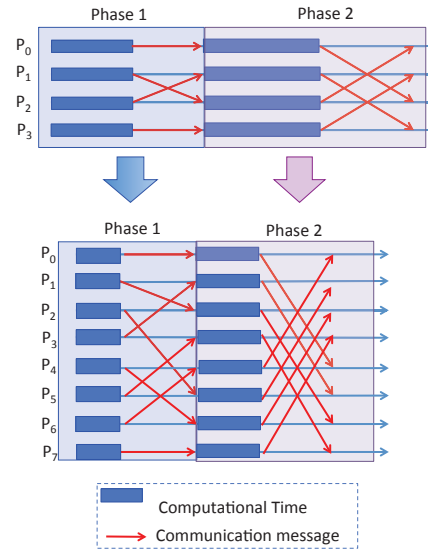 Phase 1 Phase 2
P0
P1
P2
P3
Phase 1 Phase 2
P0
P1
P2
P3
P4
P5
P6
P7
Computational Time
Communication message